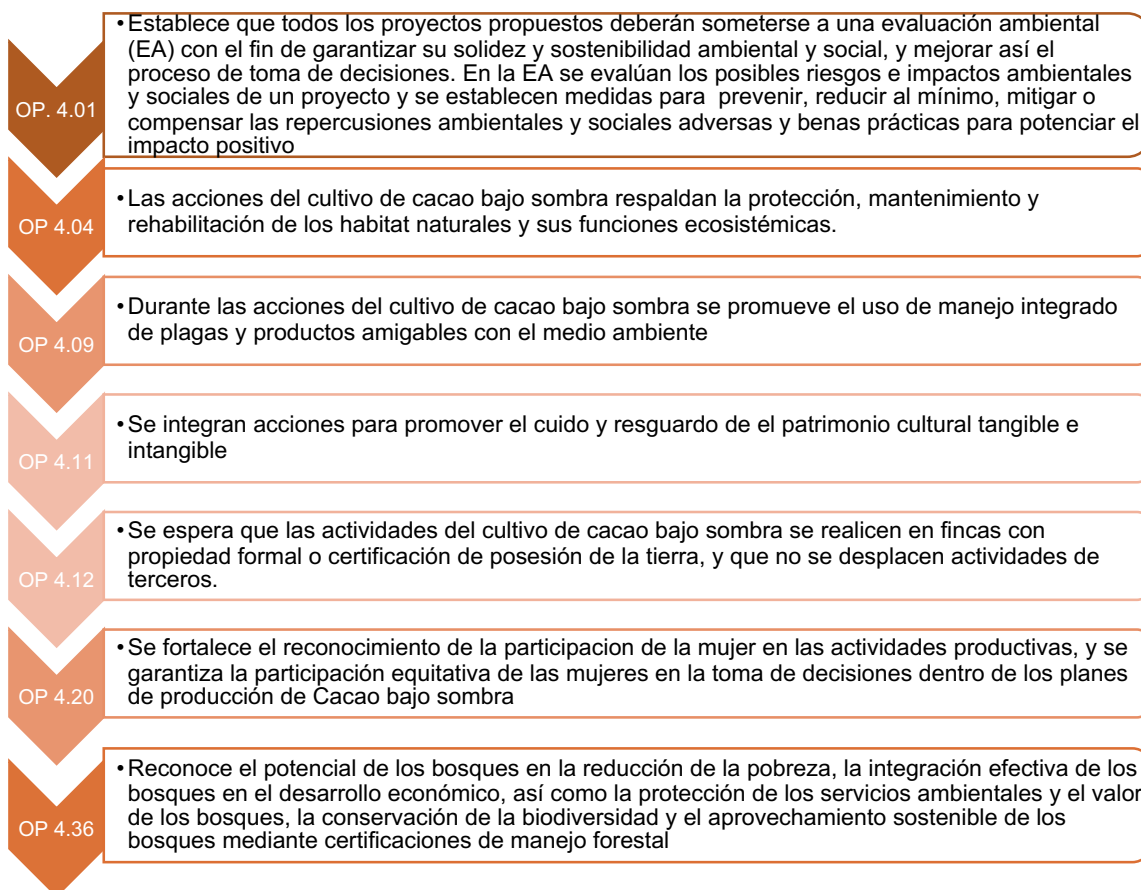 OP. 4.01
•Establece que todos los proyectos propuestos deberán someterse a una evaluación ambiental
(EA) con el fin de garantizar su solidez y sostenibilidad ambiental y social, y mejorar así el
proceso de toma de decisiones. En la EA se evalúan los posibles riesgos e impactos ambientales
y sociales de un proyecto y se establecen medidas para prevenir, reducir al mínimo, mitigar o
compensar las repercusiones ambientales y sociales adversas y benas prácticas para potenciar el
impacto positivo
OP 4.04
•Las acciones del cultivo de cacao bajo sombra respaldan la protección, mantenimiento y
rehabilitación de los habitat naturales y sus funciones ecosistémicas.
OP 4.09
•Durante las acciones del cultivo de cacao bajo sombra se promueve el uso de manejo integrado
de plagas y productos amigables con el medio ambiente
OP 4.11
•Se integran acciones para promover el cuido y resguardo de el patrimonio cultural tangible e
intangible
OP 4.12
•Se espera que las actividades del cultivo de cacao bajo sombra se realicen en fincas con
propiedad formal o certificación de posesión de la tierra, y que no se desplacen actividades de
terceros.
OP 4.20
•Se fortalece el reconocimiento de la participacion de la mujer en las actividades productivas, y se
garantiza la participación equitativa de las mujeres en la toma de decisiones dentro de los planes
de producción de Cacao bajo sombra
OP 4.36
•Reconoce el potencial de los bosques en la reducción de la pobreza, la integración efectiva de los
bosques en el desarrollo económico, así como la protección de los servicios ambientales y el valor
de los bosques, la conservación de la biodiversidad y el aprovechamiento sostenible de los
bosques mediante certificaciones de manejo forestal